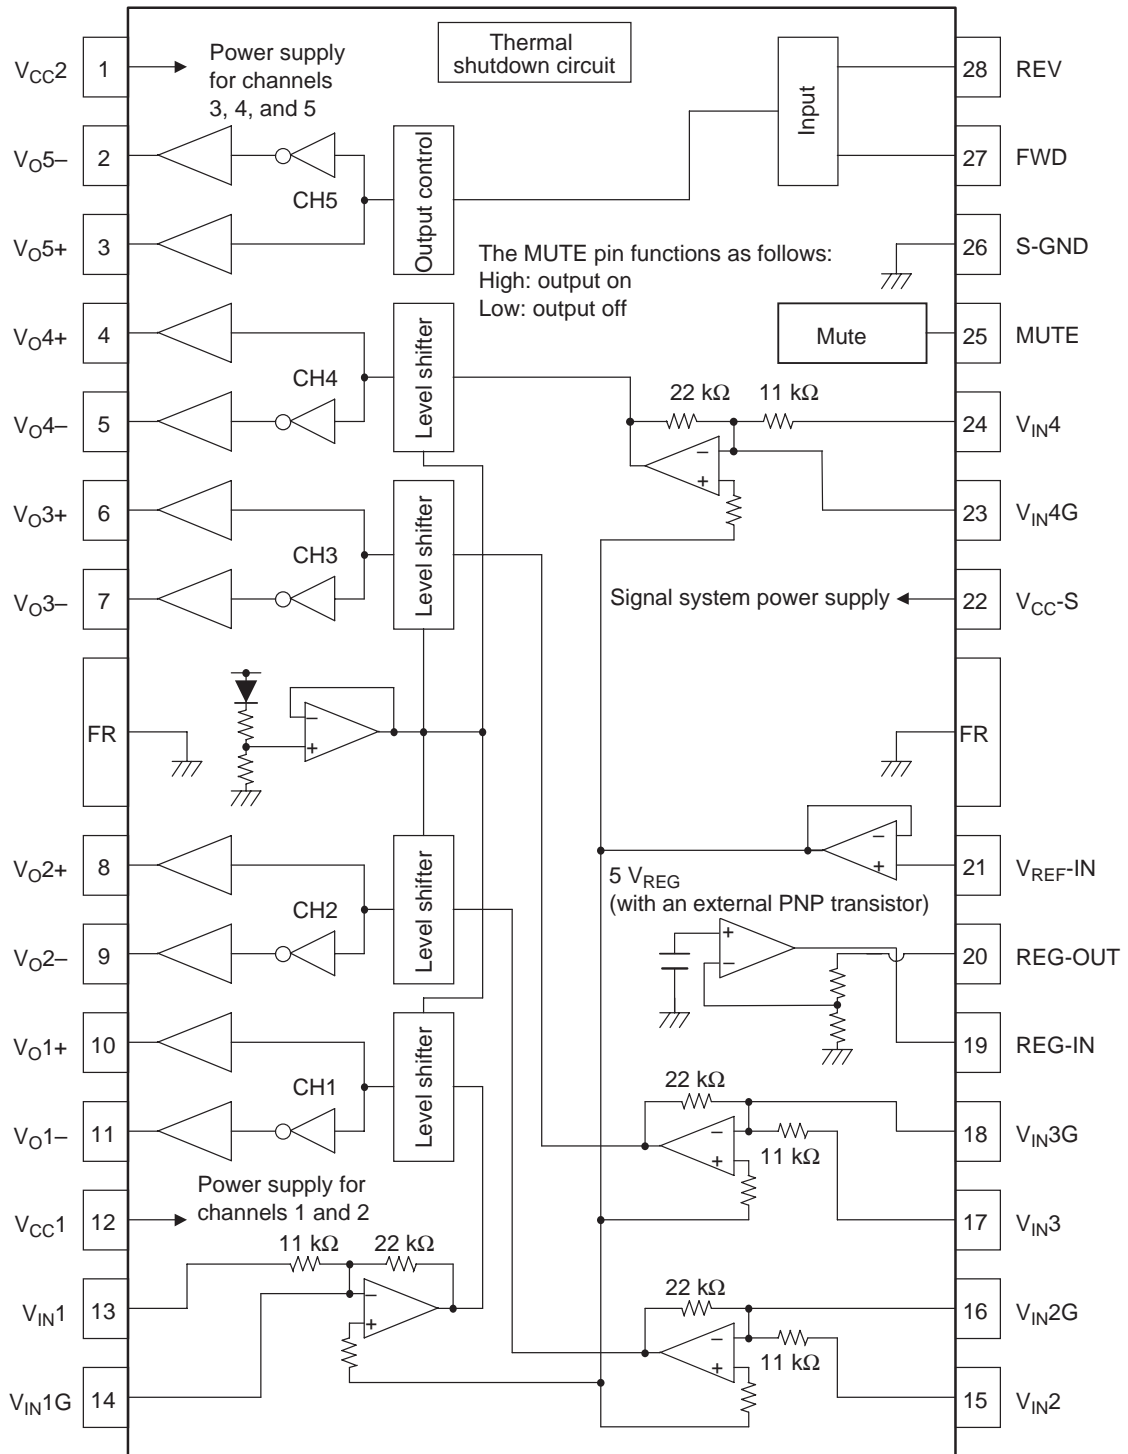 VCC2 1
Power supply
for channels
3, 4, and 5
Thermal
shutdown circuit
Input
28 REV
VO5– 2
CH5
Output control
27 FWD
VO5+ 3
The MUTE pin functions as follows:
High: output on
Low: output off
26 S-GND
VO4+ 4
Level shifter
Mute
25 MUTE
CH4
22 kΩ 11 kΩ
VO4– 5
24 VIN4
–
+
VO3+ 6
Level shifter
23 VIN4G
CH3
VO3– 7
Signal system power supply
22 VCC-S
FR
–
+
FR
VO2+ 8
Level shifter
–
+
21 VREF-IN
5 VREG
(with an external PNP transistor)
CH2
VO2– 9
+
–
20 REG-OUT
VO1+ 10
Level shifter
19 REG-IN
CH1
22 kΩ
VO1– 11
–
+
11 kΩ
18 VIN3G
Power supply for
channels 1 and 2
VCC1 12
17 VIN3
11 kΩ 22 kΩ
VIN1 13
–
+
22 kΩ
16 VIN2G
–
+
11 kΩ
VIN1G 14
15 VIN2